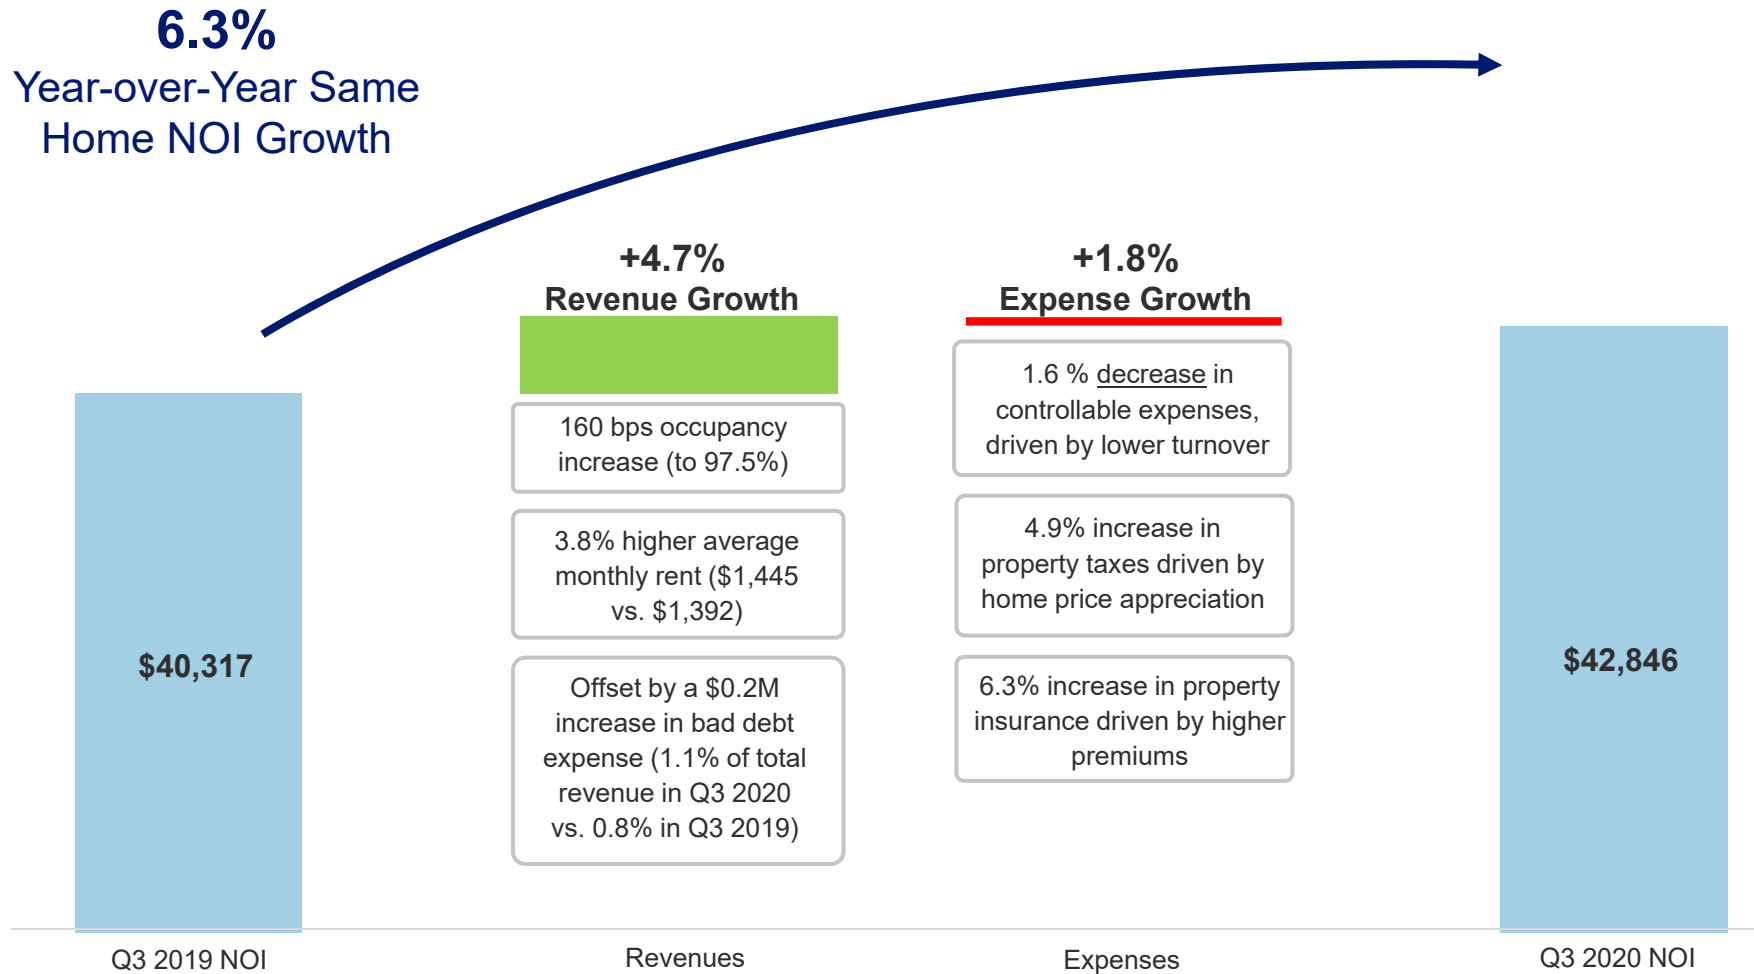 6.3%
Year-over-Year Same
Home NOI Growth
+4.7%
Revenue Growth
+1.8%
Expense Growth
160 bps occupancy
increase (to 97.5%)
3.8% higher average
monthly rent ($1,445
vs. $1,392)
Offset by a $0.2M
increase in bad debt
expense (1.1% of total
revenue in Q3 2020
vs. 0.8% in Q3 2019)
1.6 % decrease in
controllable expenses,
driven by lower turnover
4.9% increase in
property taxes driven by
home price appreciation
6.3% increase in property
insurance driven by higher
premiums
$40,317
$42,846
Q3 2019 NOI
Revenues
Expenses
Q3 2020 NOI